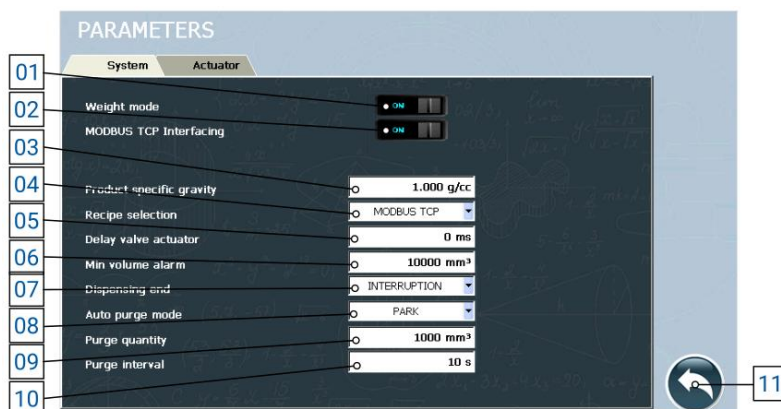 PARAMETERS
System Actuator
01
02
03
04
05
06
07
08
09
10
11
Weight mode ON
MODBUS TCP Interfacing ON
Product specific gravity 1.000 g/cc
Recipe selection MODBUS TCP
Delay valve actuator 0 ms
Min volume alarm 10000 mm³
Dispensing end INTERRUPTION
Auto purge mode PARK
Purge quantity 1000 mm³
Purge interval 10 s